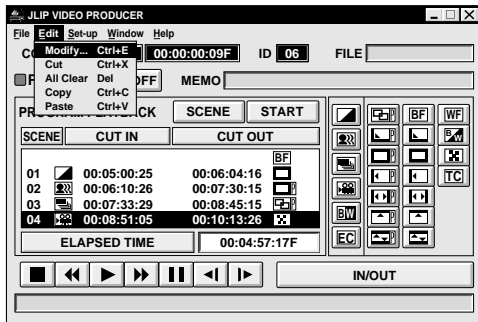 JLIP VIDEO PRODUCER
File Edit Set-up Window Help
Modify... Ctrl+E
Cut Ctrl+X
All Clear Del
Copy Ctrl+C
Paste Ctrl+V
00:00:00:09F ID 06 FILE
MEMO
SCENE START
SCENE CUT IN CUT OUT
BF
01 00:05:00:25 00:06:04:16
02 00:06:10:26 00:07:30:15 P
03 00:07:33:29 00:08:45:15 P
04 00:08:51:05 00:10:13:26
ELAPSED TIME 00:04:57:17F
P BF WF
P B/W
P
P TC
P
BW P
EC P
IN/OUT